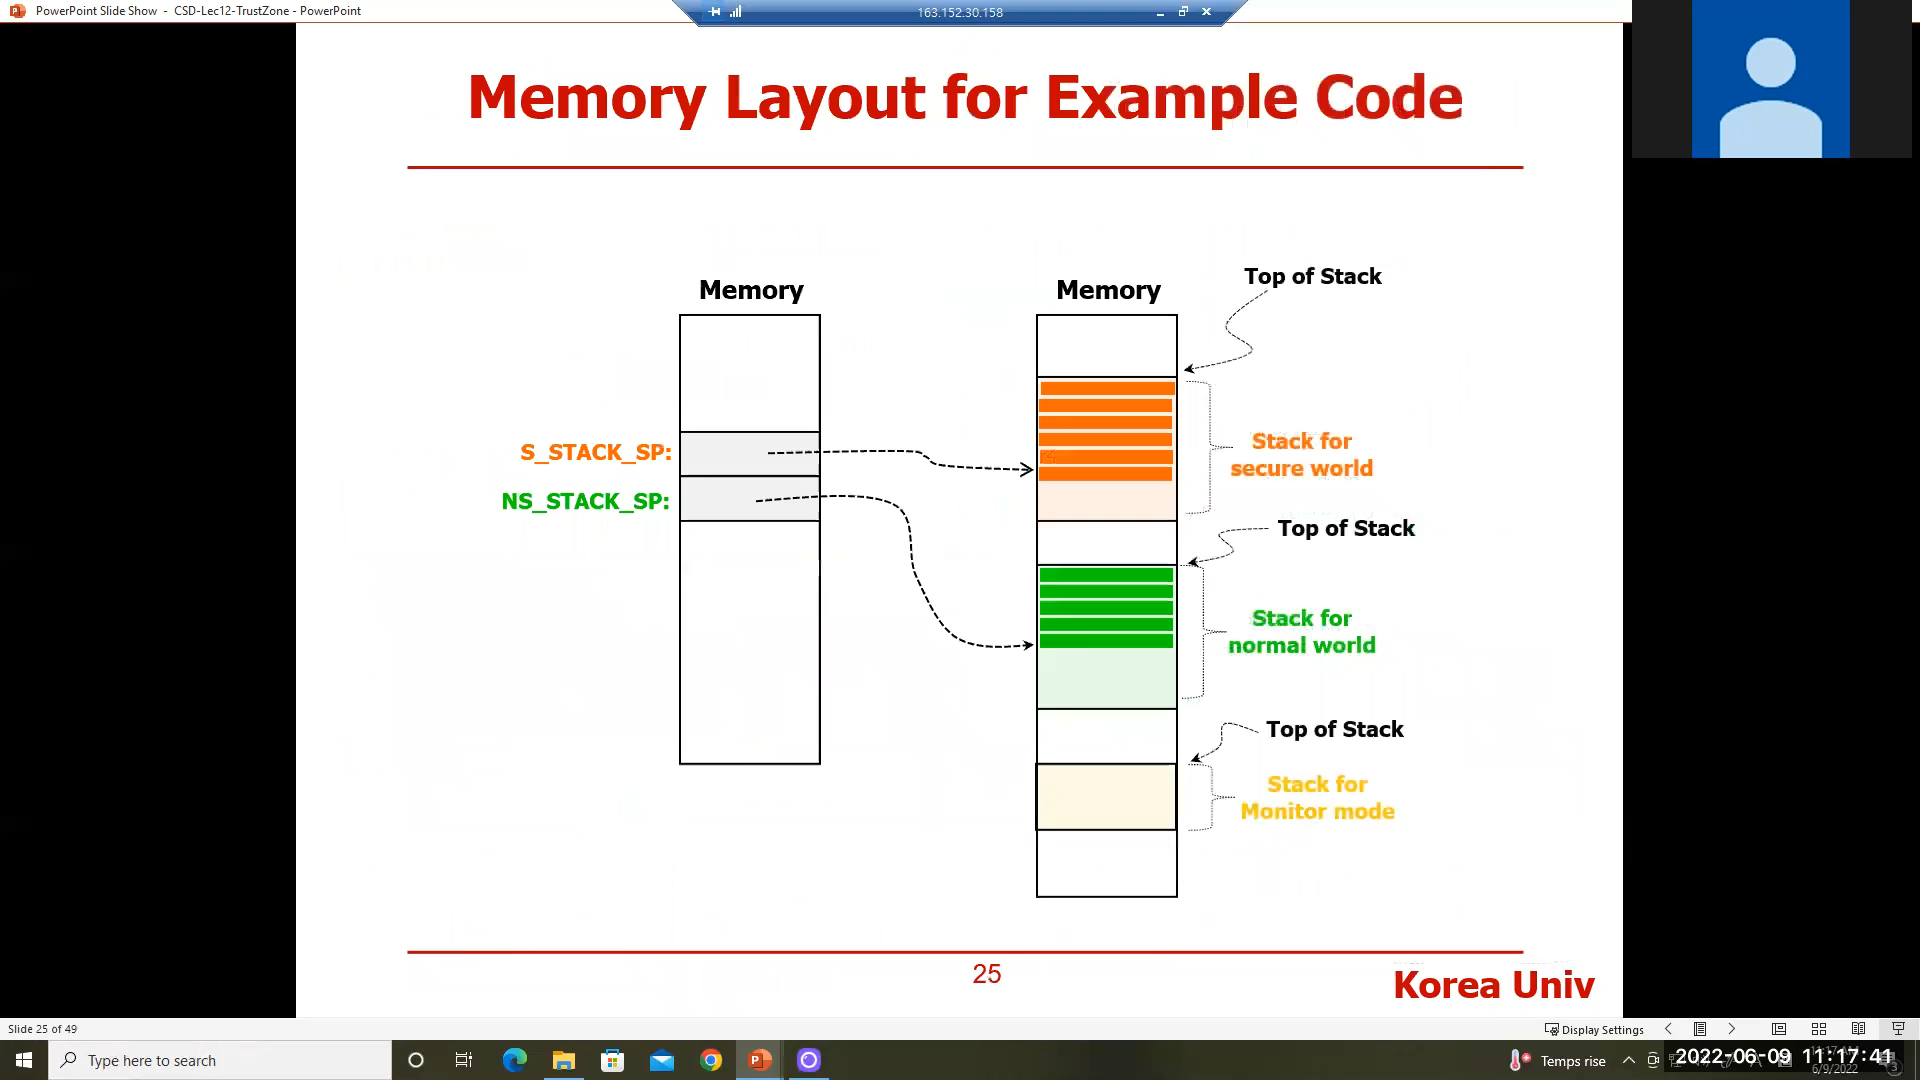 PowerPoint Slide Show - CSD-Lec12-TrustZone - PowerPoint
163.152.30.158
Memory Layout for Example Code
Memory
Memory
Top of Stack
S_STACK_SP:
NS_STACK_SP:
Stack for
secure world
Top of Stack
Stack for
normal world
Top of Stack
Stack for
Monitor mode
25
Korea Univ
Slide 25 of 49
Display Settings
Type here to search
Temps rise
2022-06-09 11:17:41
6/9/2022